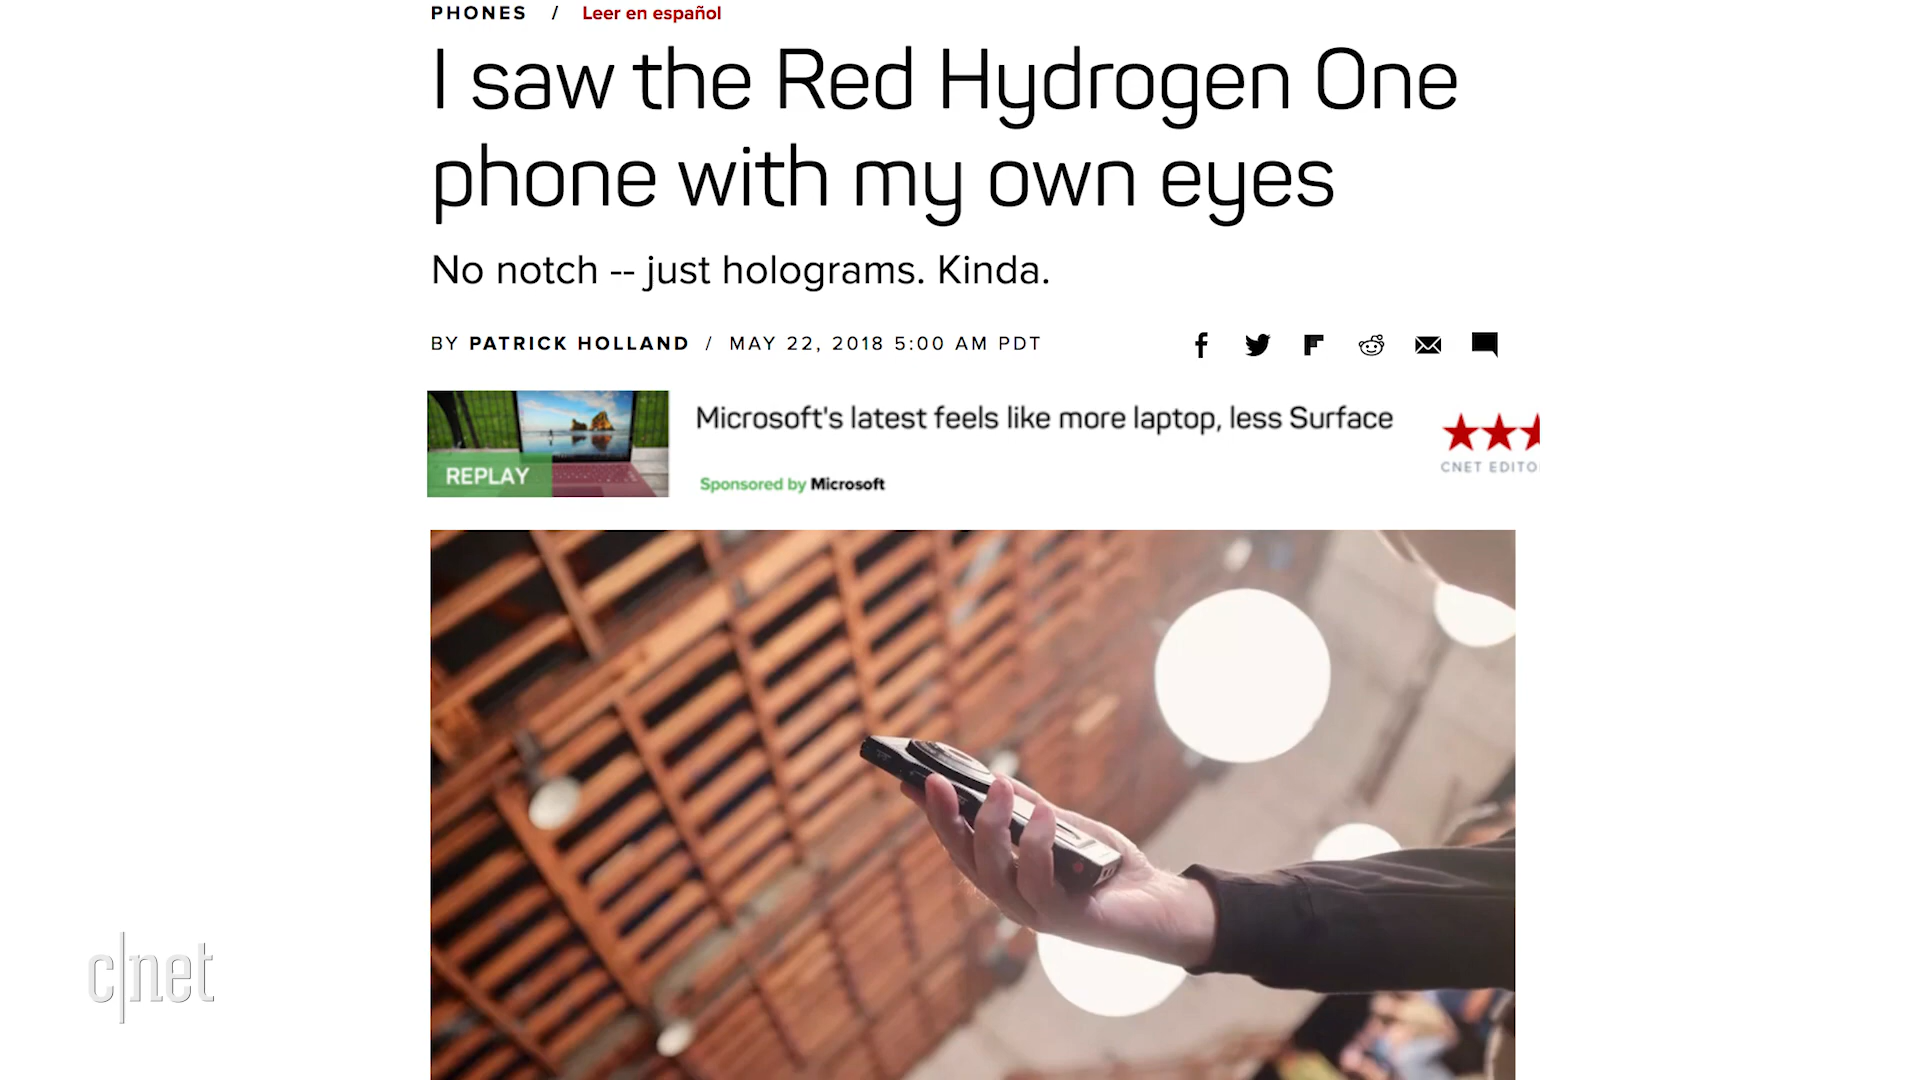 PHONES / Leer en español
I saw the Red Hydrogen One
phone with my own eyes
No notch -- just holograms. Kinda.
BY PATRICK HOLLAND / MAY 22, 2018 5:00 AM PDT
Microsoft's latest feels like more laptop, less Surface
REPLAY
Sponsored by Microsoft
CNET EDITO
c|net